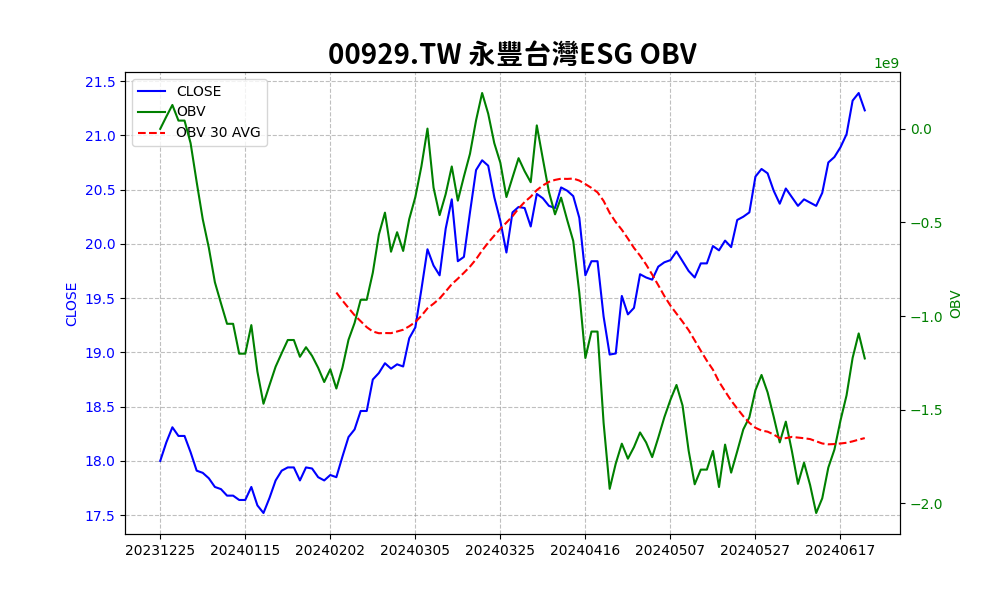 00929.TW 永豐台灣ESG OBV
1e9
CLOSE
OBV
OBV 30 AVG
21.5
21.0
20.5
20.0
19.5
19.0
18.5
18.0
17.5
CLOSE
0.0
−0.5
−1.0
−1.5
−2.0
OBV
20231225 20240115 20240202 20240305 20240325 20240416 20240507 20240527 20240617